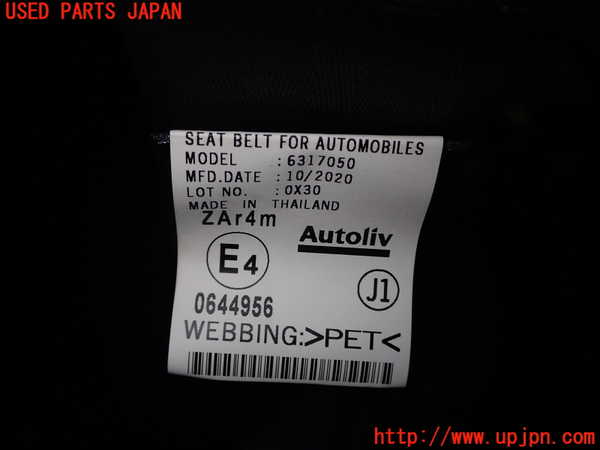 USED PARTS JAPAN
SEAT BELT FOR AUTOMOBILES
MODEL : 6317050
MFD.DATE : 10/2020
LOT NO. : 0X30
MADE IN THAILAND
ZAr4m
Autoliv
E4
J1
0644956
WEBBING:>PET<
http://www.upjpn.com/